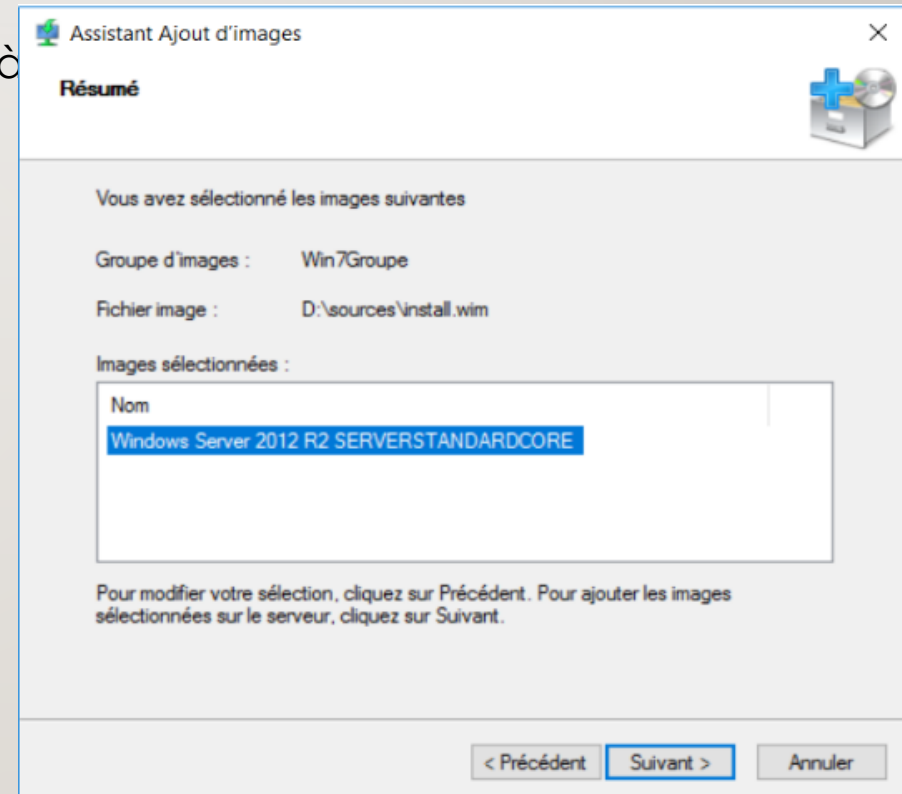 Assistant Ajout d'images
ò
Résumé
Vous avez sélectionné les images suivantes
Groupe d'images : Win7Groupe
Fichier image : D:\sources\install.wim
Images sélectionnées :
Nom
Windows Server 2012 R2 SERVERSTANDARDCORE
Pour modifier votre sélection, cliquez sur Précédent. Pour ajouter les images
sélectionnées sur le serveur, cliquez sur Suivant.
< Précédent Suivant > Annuler